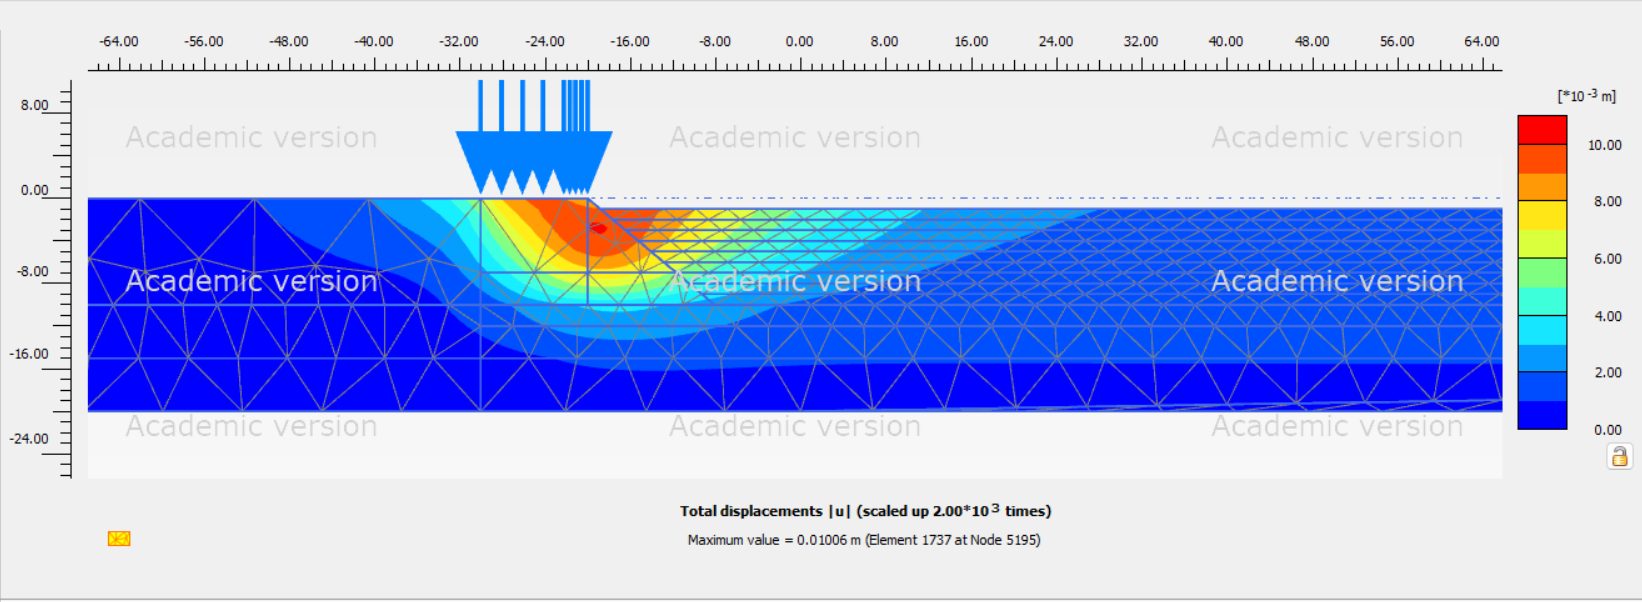 -64.00 -56.00 -48.00 -40.00 -32.00 -24.00 -16.00 -8.00 0.00 8.00 16.00 24.00 32.00 40.00 48.00 56.00 64.00
[*10 -3 m]
8.00
Academic version Academic version Academic version
10.00
0.00
8.00
6.00
-8.00
Academic version Academic version Academic version
4.00
-16.00
2.00
Academic version Academic version Academic version
0.00
-24.00
Total displacements |u| (scaled up 2.00*10 3 times)
Maximum value = 0.01006 m (Element 1737 at Node 5195)